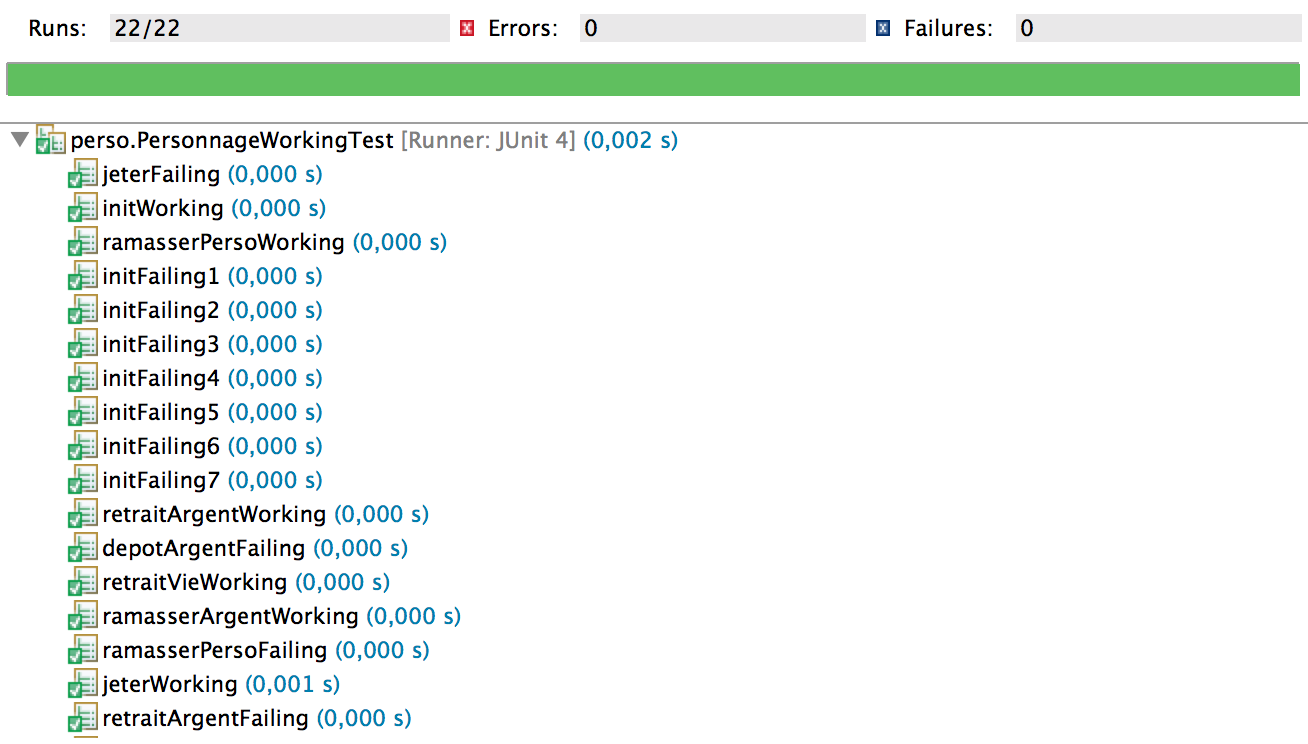 Runs: 22/22 Errors: 0 Failures: 0
perso.PersonnageWorkingTest [Runner: JUnit 4] (0,002 s)
jeterFailing (0,000 s)
initWorking (0,000 s)
ramasserPersoWorking (0,000 s)
initFailing1 (0,000 s)
initFailing2 (0,000 s)
initFailing3 (0,000 s)
initFailing4 (0,000 s)
initFailing5 (0,000 s)
initFailing6 (0,000 s)
initFailing7 (0,000 s)
retraitArgentWorking (0,000 s)
depotArgentFailing (0,000 s)
retraitVieWorking (0,000 s)
ramasserArgentWorking (0,000 s)
ramasserPersoFailing (0,000 s)
jeterWorking (0,001 s)
retraitArgentFailing (0,000 s)